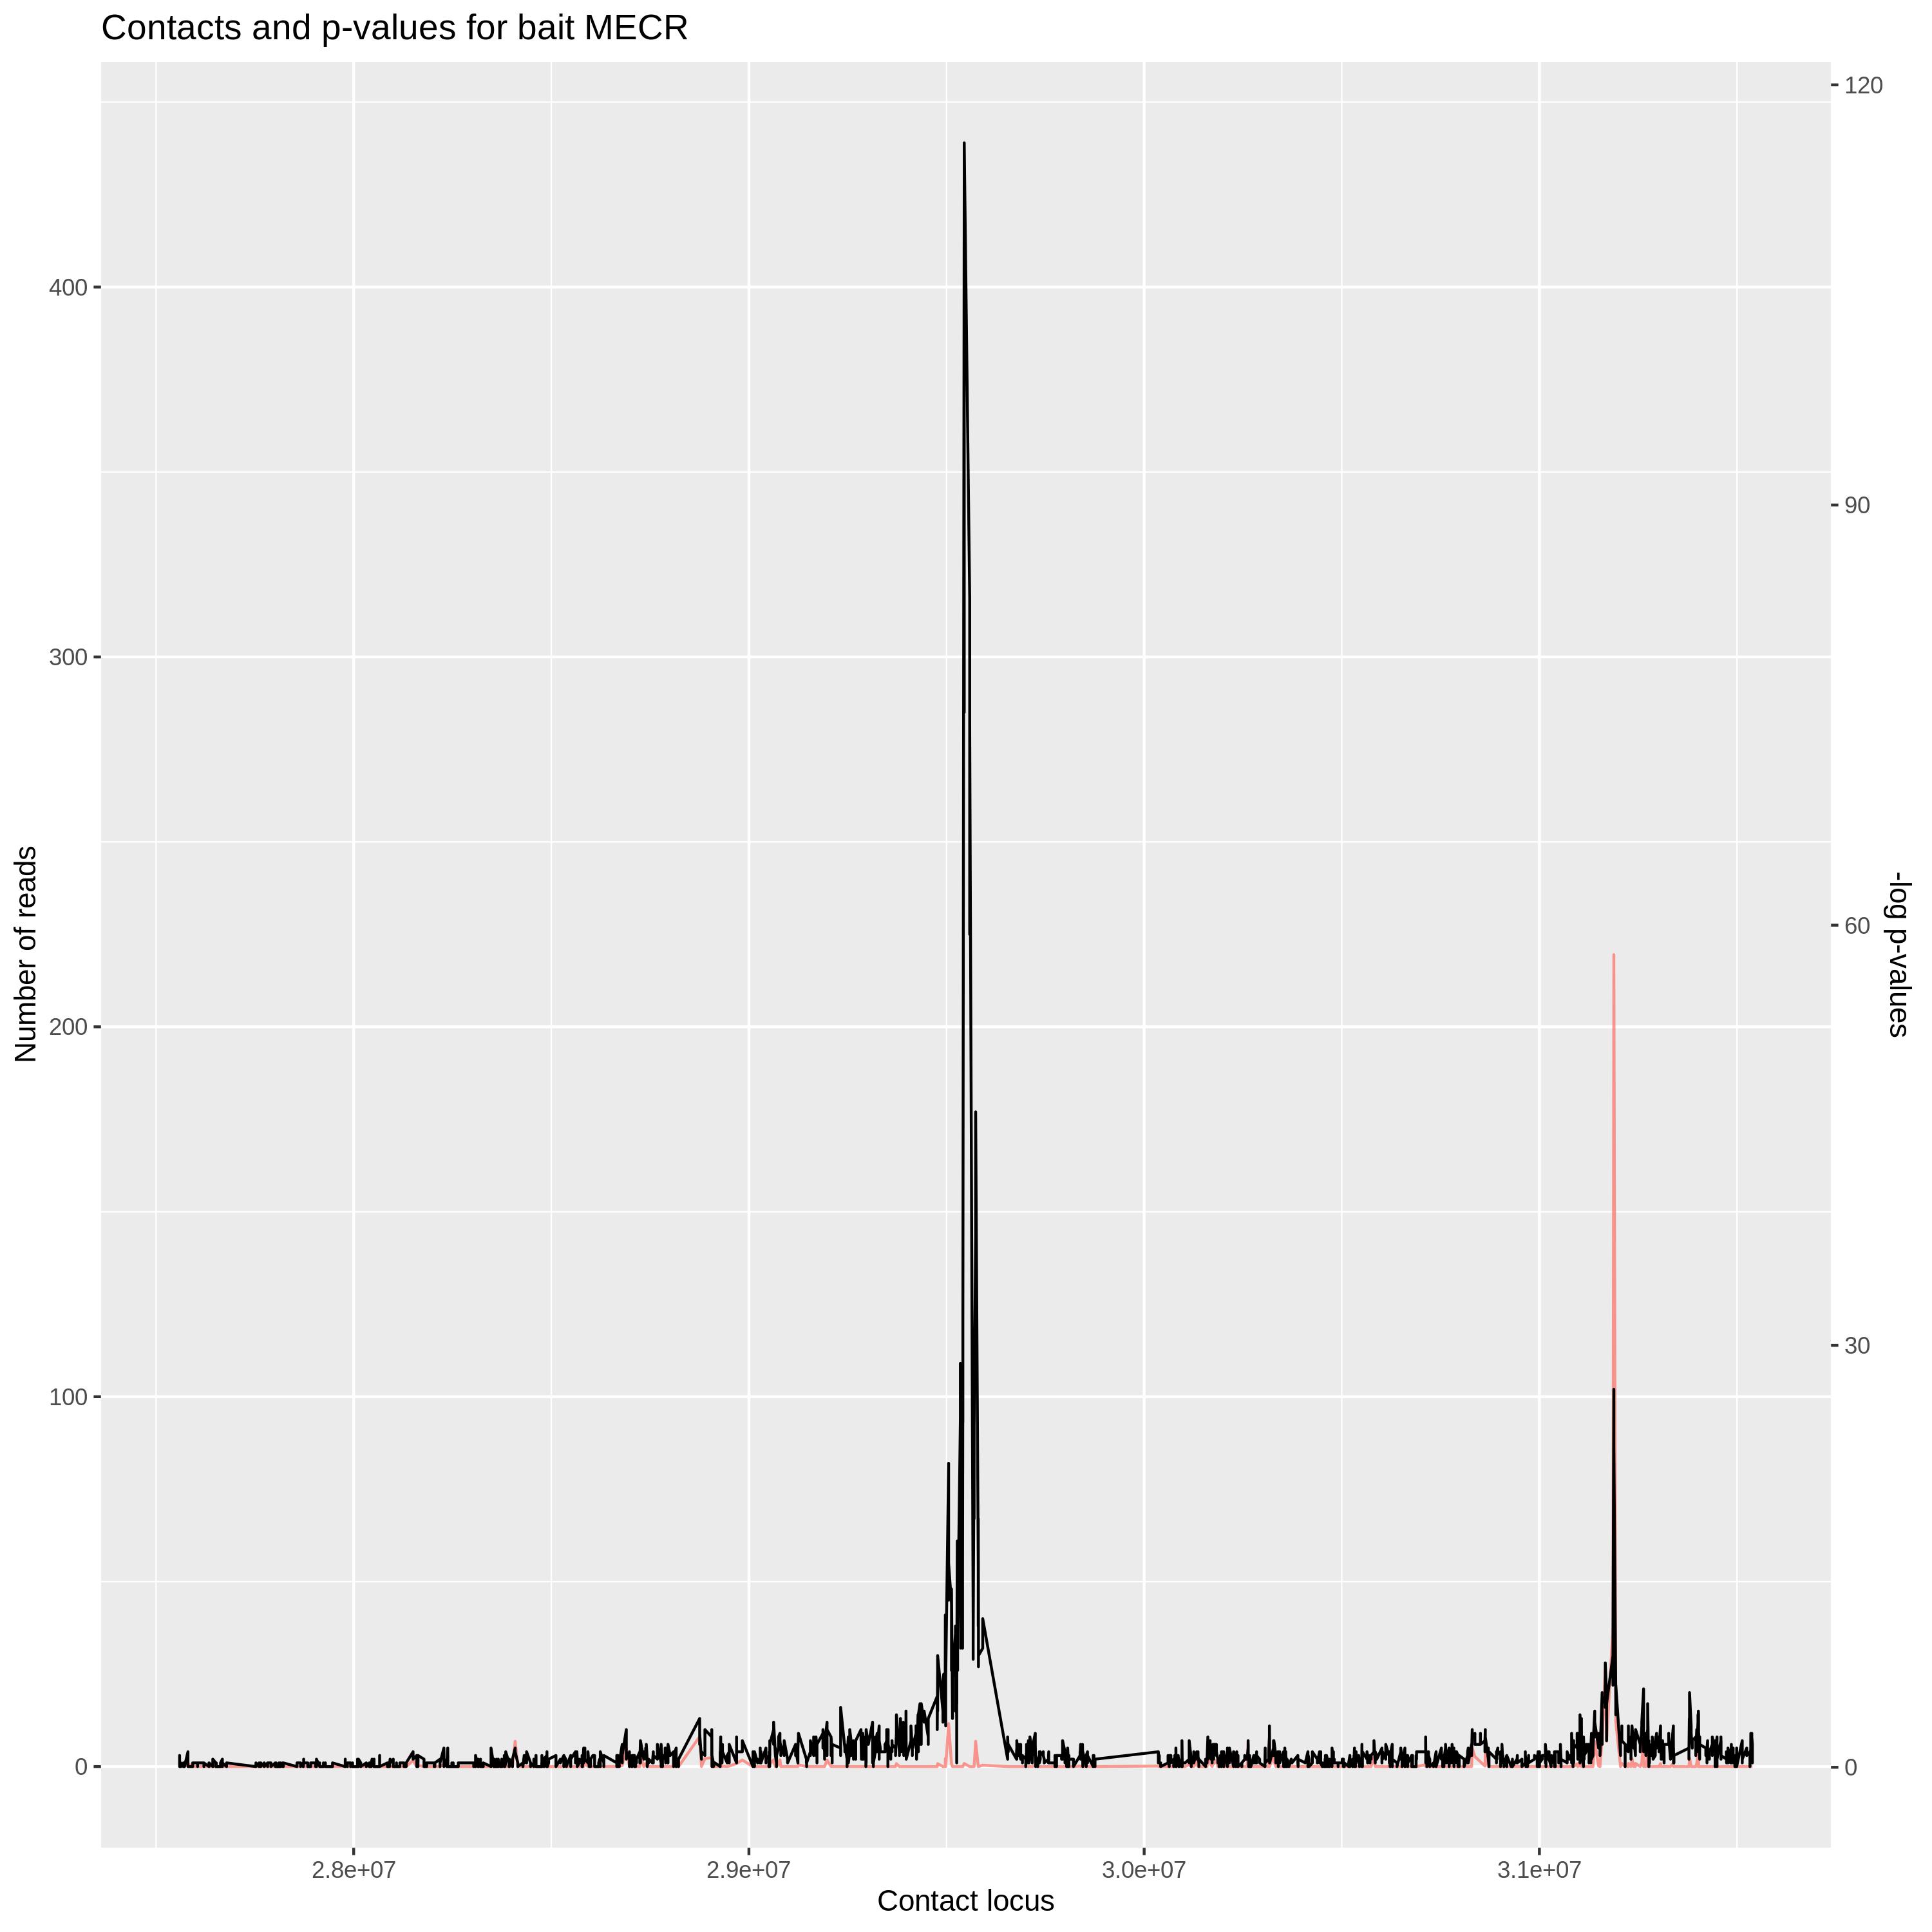 Contacts and p-values for bait MECR
120
400
90
300
Number of reads
-log p-values
60
200
30
100
0
0
2.8e+07
2.9e+07
3.0e+07
3.1e+07
Contact locus